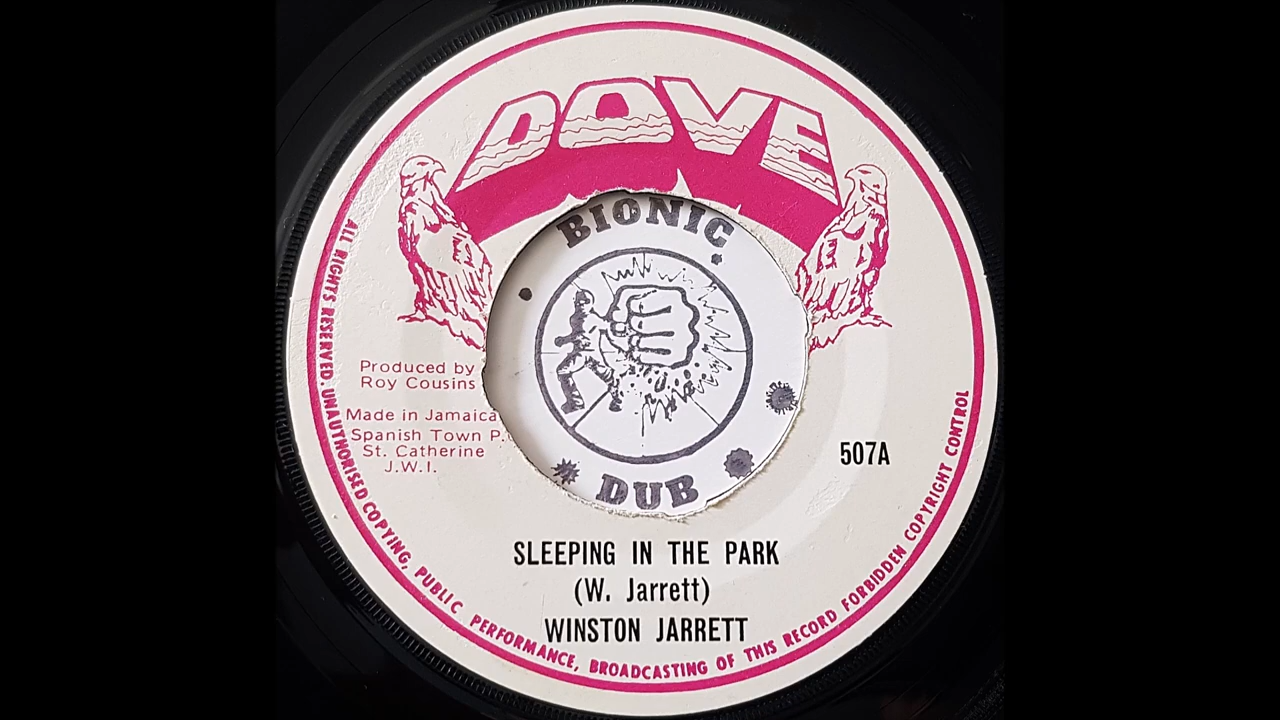 DOVE
BIONIC
DUB
Produced by
Roy Cousins
Made in Jamaica
Spanish Town P.
St. Catherine
J.W.I.
507A
SLEEPING IN THE PARK
(W. Jarrett)
WINSTON JARRETT
ALL RIGHTS RESERVED. UNAUTHORISED COPYING, PUBLIC PERFORMANCE, BROADCASTING OF THIS RECORD FORBIDDEN COPYRIGHT CONTROL